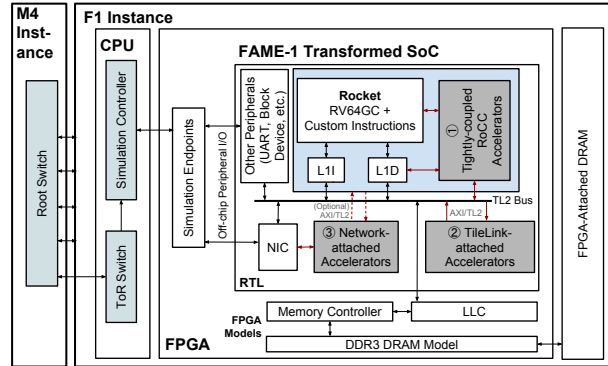 M4
Inst-
ance
F1 Instance
CPU
FAME-1 Transformed SoC
Root Switch
Simulation Controller
ToR Switch
Simulation Endpoints
Off-chip Peripheral I/O
Other Peripherals
(UART, Block
Device, etc.)
Rocket
RV64GC +
Custom Instructions
①
Tightly-coupled
RoCC
Accelerators
L1I
L1D
TL2 Bus
(Optional)
AXI/TL2
AXI/TL2
NIC
③ Network-
attached
Accelerators
② TileLink-
attached
Accelerators
RTL
FPGA
Models
Memory Controller
LLC
DDR3 DRAM Model
FPGA
FPGA-Attached DRAM